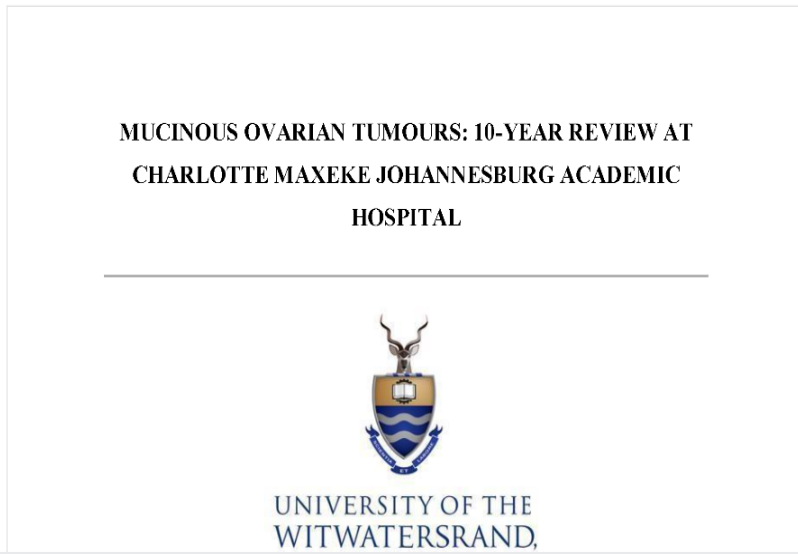 MUCINOUS OVARIAN TUMOURS: 10-YEAR REVIEW AT
CHARLOTTE MAXEKE JOHANNESBURG ACADEMIC
HOSPITAL
UNIVERSITY OF THE
WITWATERSRAND,